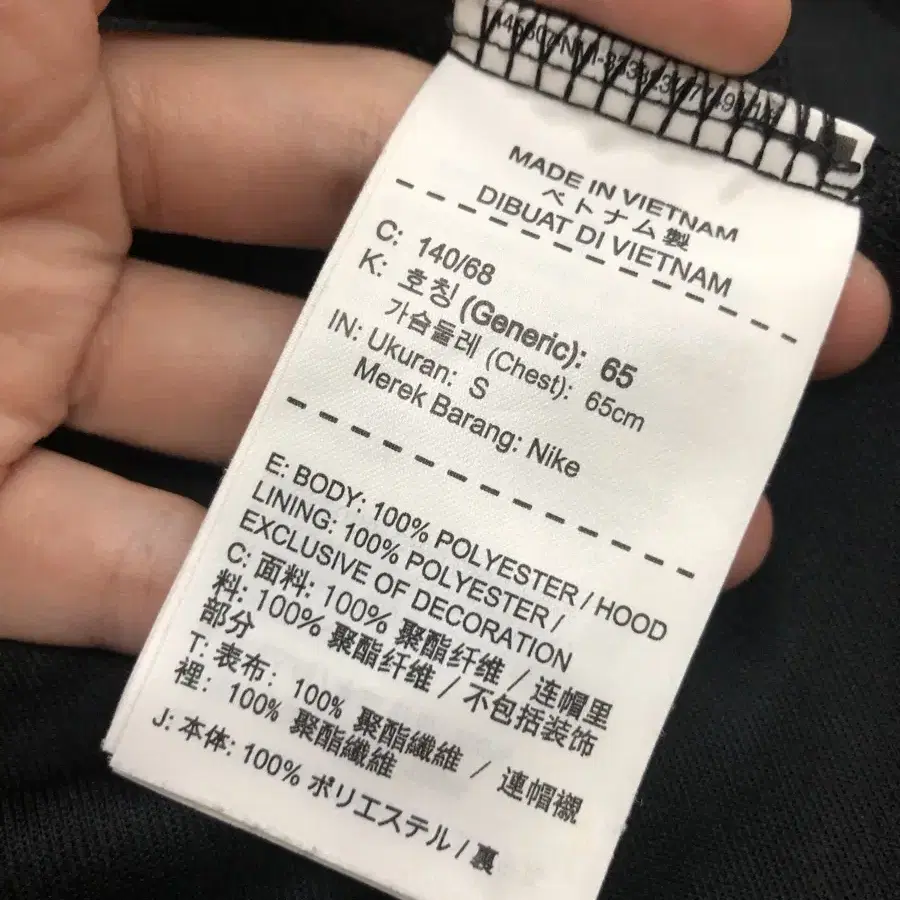 MADE IN VIETNAM
ベトナム製
DIBUAT DI VIETNAM
C: 140/68
K: 호칭 (Generic): 65
가슴둘레 (Chest): 65cm
IN: Ukuran: S
Merek Barang: Nike
E: BODY: 100% POLYESTER / HOOD
LINING: 100% POLYESTER /
EXCLUSIVE OF DECORATION
C: 面料: 100% 聚酯纤维 / 连帽里
料: 100% 聚酯纤维 / 不包括装饰
部分
T: 表布: 100% 聚酯纖維 / 連帽襯
裡: 100% 聚酯纖維
J: 本体: 100% ポリエステル / 裏